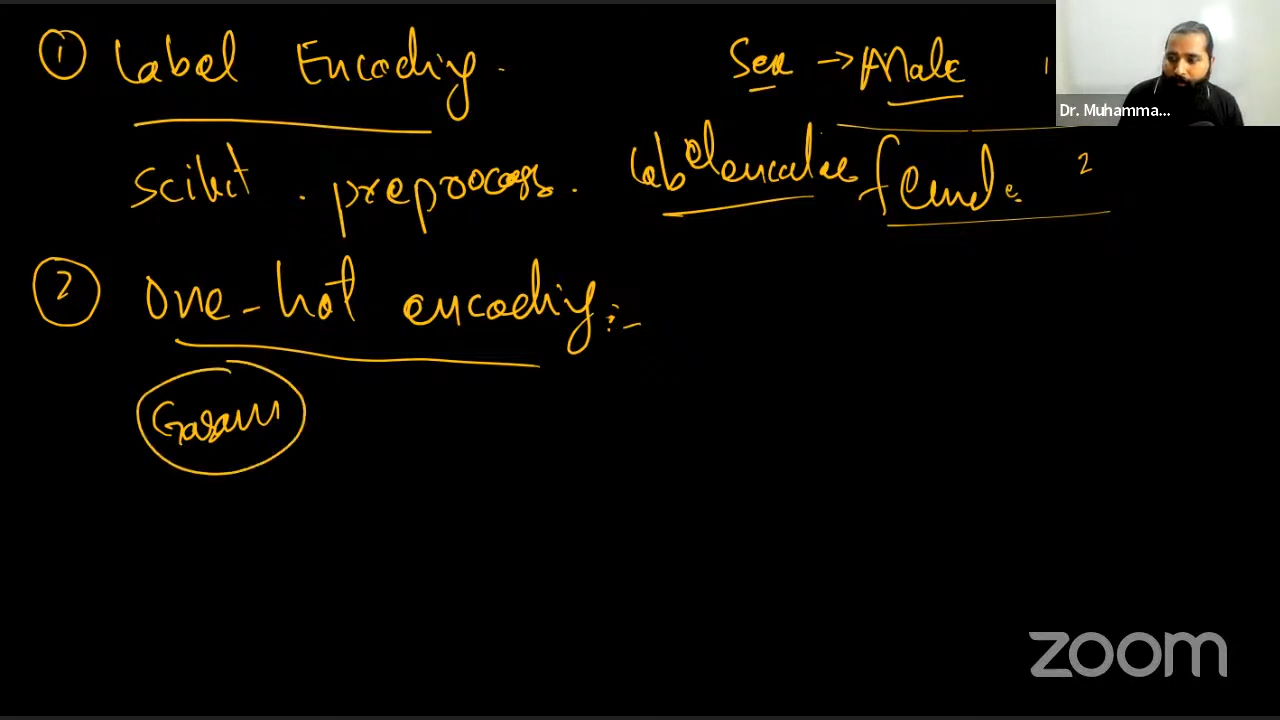 1 Label Encoding.
Sex → Male 1
scikit . preprocess. labelencoder
female 2
2 One-hot encoding:-
Dr. Muhamma...
zoom